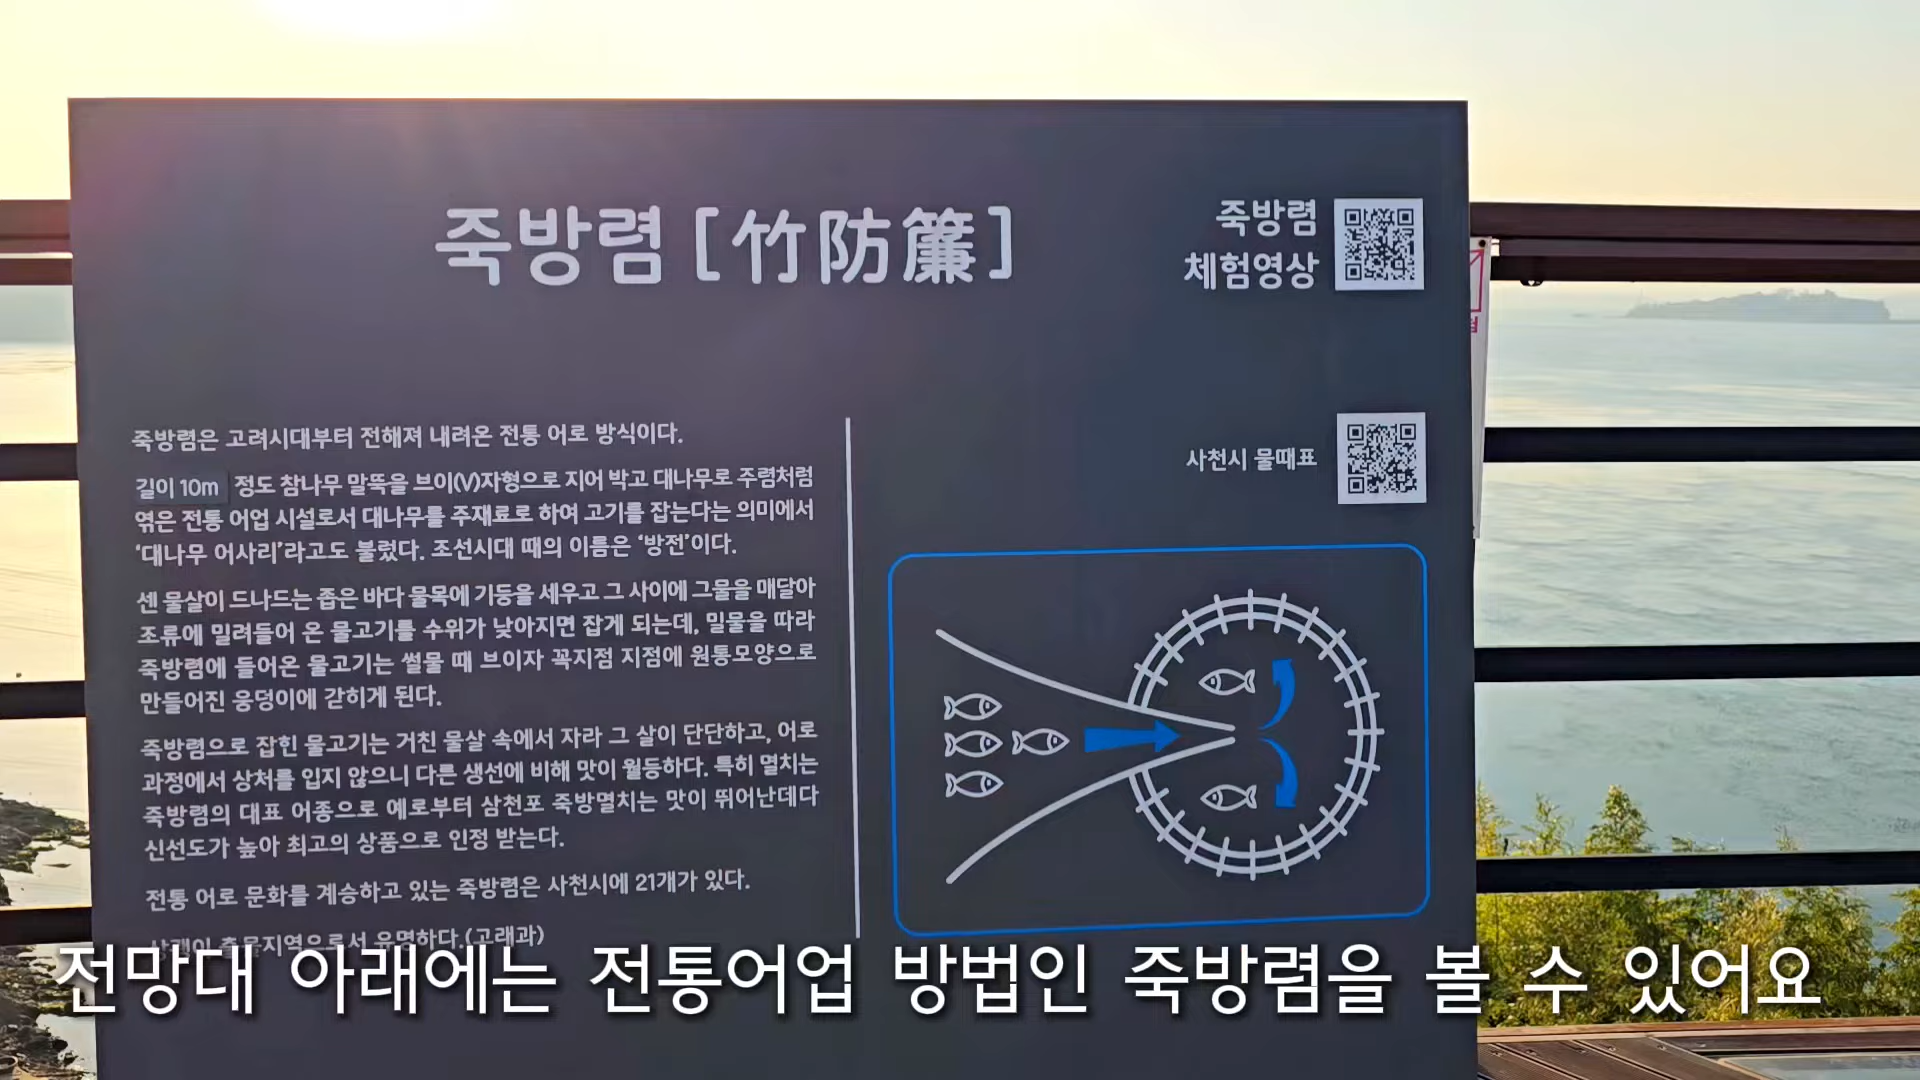 죽방렴 [竹防簾]
죽방렴
체험영상
사천시 물때표
죽방렴은 고려시대부터 전해져 내려온 전통 어로 방식이다.
길이 10m 정도 참나무 말뚝을 브이(V)자형으로 지어 박고 대나무로 주렴처럼
엮은 전통 어업 시설로서 대나무를 주재료로 하여 고기를 잡는다는 의미에서
‘대나무 어사리’라고도 불렀다. 조선시대 때의 이름은 ‘방전’이다.
센 물살이 드나드는 좁은 바다 물목에 기둥을 세우고 그 사이에 그물을 매달아
조류에 밀려들어 온 물고기를 수위가 낮아지면 잡게 되는데, 밀물을 따라
죽방렴에 들어온 물고기는 썰물 때 브이자 꼭지점 지점에 원통모양으로
만들어진 웅덩이에 갇히게 된다.
죽방렴으로 잡힌 물고기는 거친 물살 속에서 자라 그 살이 단단하고, 어로
과정에서 상처를 입지 않으니 다른 생선에 비해 맛이 월등하다. 특히 멸치는
죽방렴의 대표 어종으로 예로부터 삼천포 죽방멸치는 맛이 뛰어난데다
신선도가 높아 최고의 상품으로 인정 받는다.
전통 어로 문화를 계승하고 있는 죽방렴은 사천시에 21개가 있다.
출몰지역으로서 유명하다.(고래과)
전망대 아래에는 전통어업 방법인 죽방렴을 볼 수 있어요